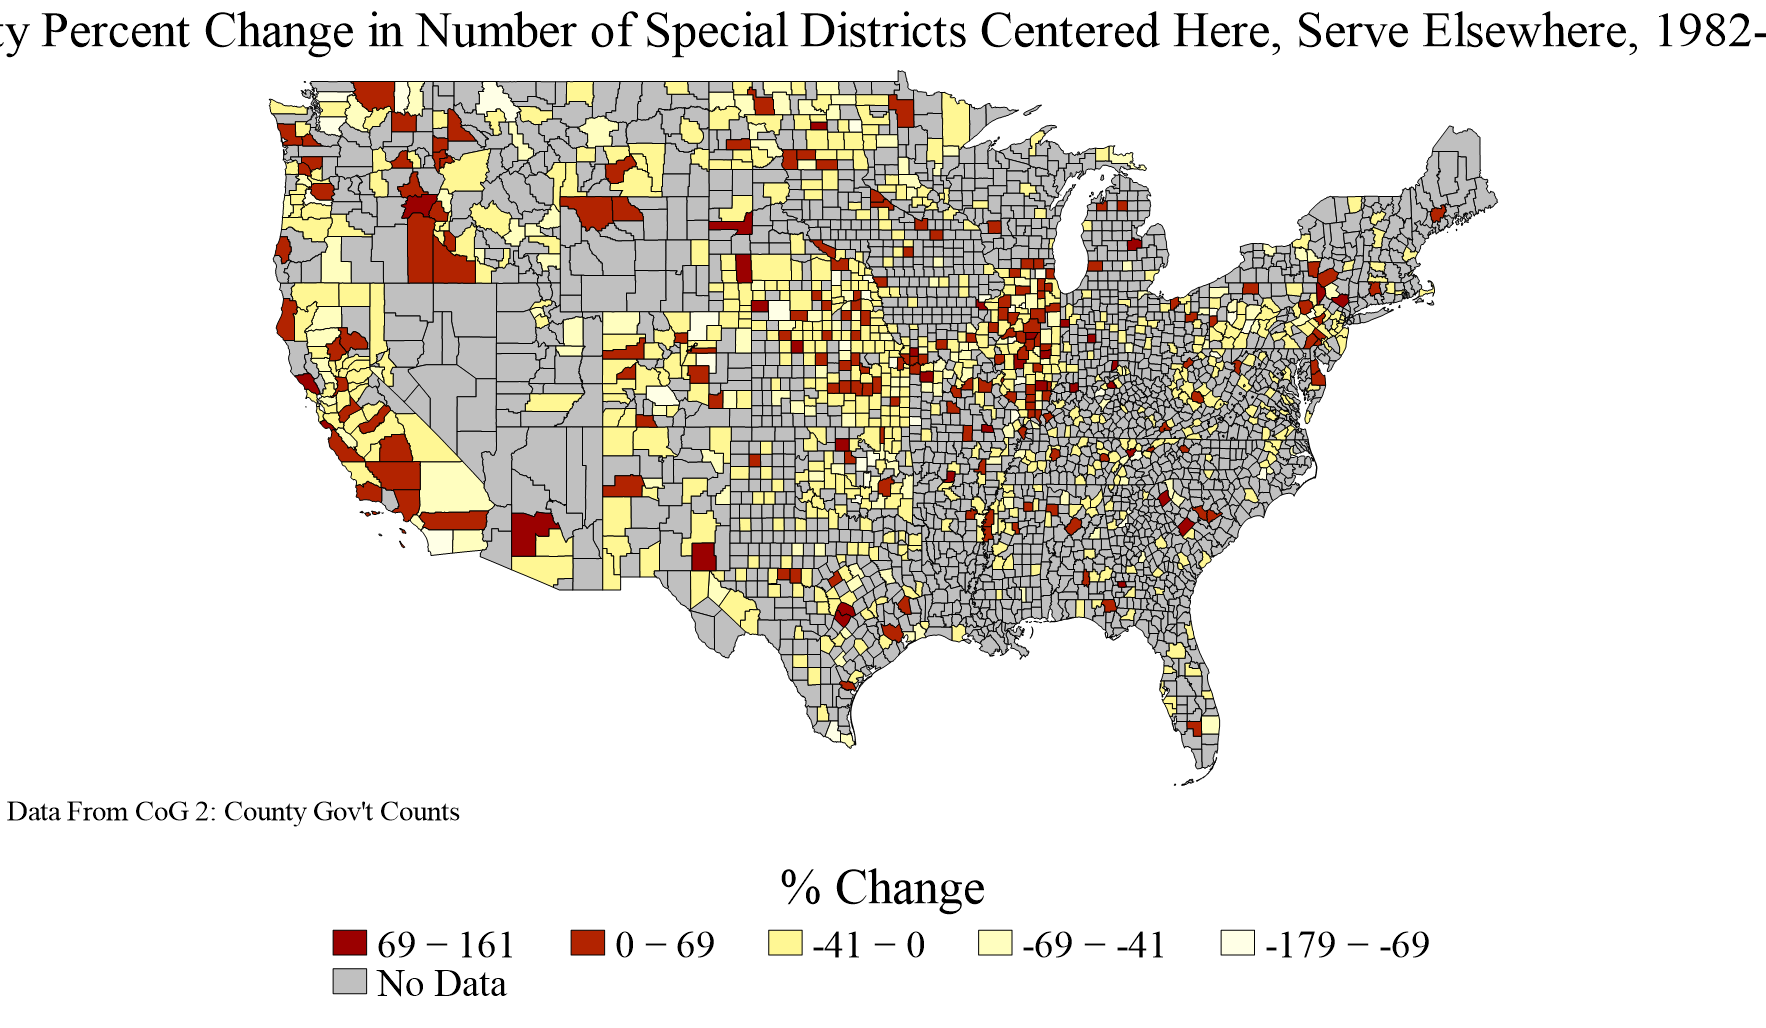 ty Percent Change in Number of Special Districts Centered Here, Serve Elsewhere, 1982-
Data From CoG 2: County Gov't Counts
% Change
69 − 161
0 − 69
-41 − 0
-69 − -41
-179 − -69
No Data